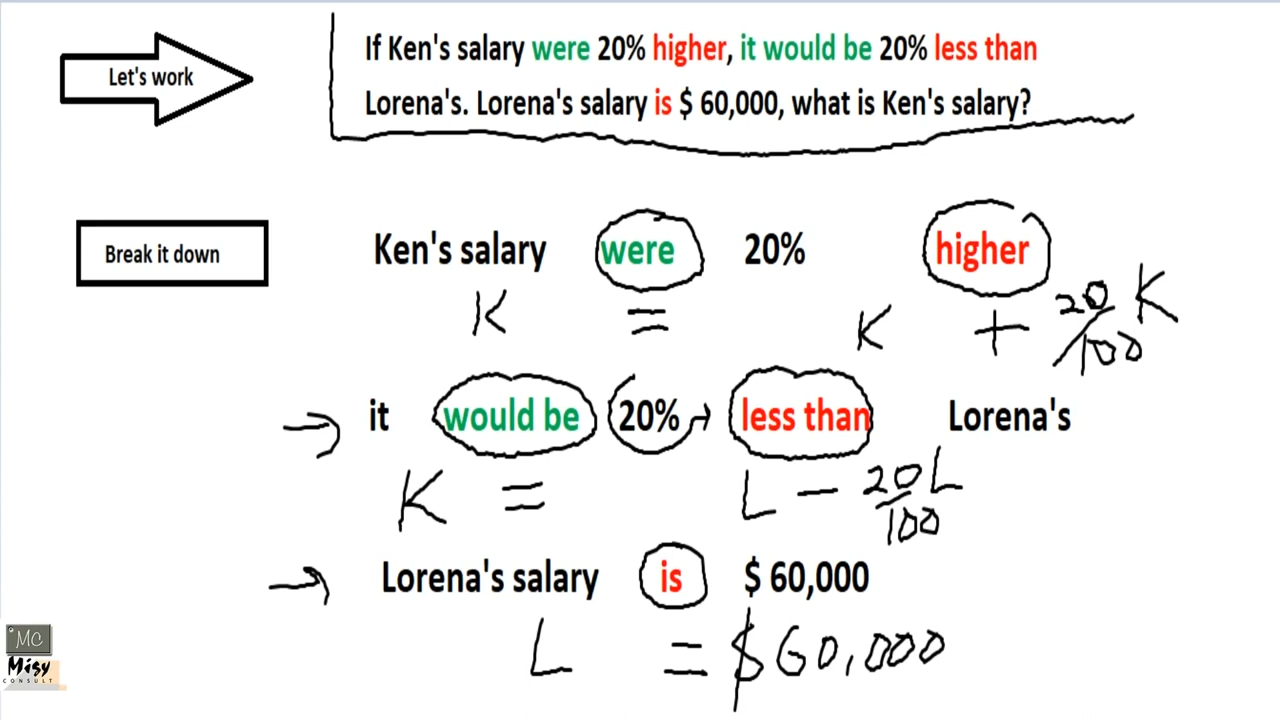 Let's work
If Ken's salary were 20% higher, it would be 20% less than
Lorena's. Lorena's salary is $ 60,000, what is Ken's salary?
Break it down
Ken's salary were 20% higher
K = K + 20/100 K
→ it would be 20% → less than Lorena's
K = L - 20/100 L
→ Lorena's salary is $ 60,000
L = $60,000
MC
Misy
CONSULT